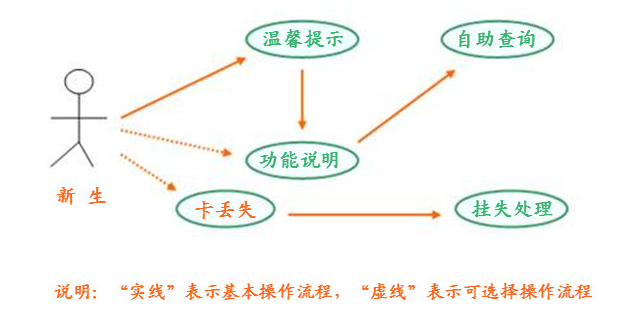 温馨提示
自助查询
功能说明
新 生
卡丢失
挂失处理
说明：“实线”表示基本操作流程，“虚线”表示可选择操作流程